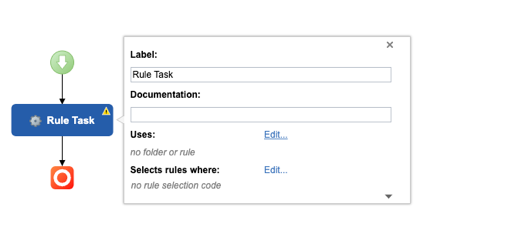 Label:
Rule Task
Documentation:
Rule Task
Uses: Edit...
no folder or rule
Selects rules where: Edit...
no rule selection code